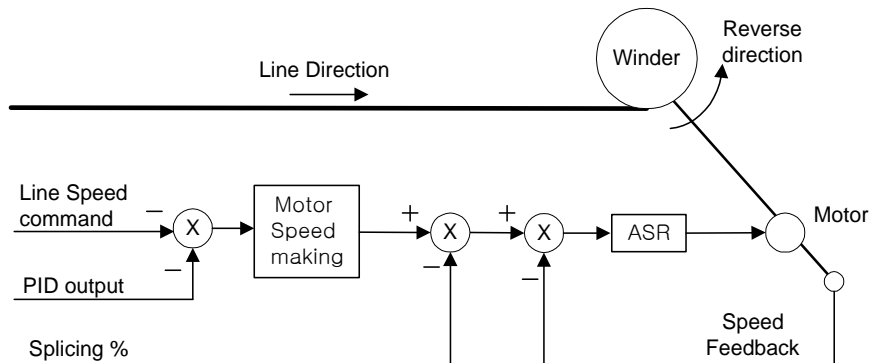 Winder
Reverse
direction
Line Direction
Line Speed
command
−
X
−
Motor
Speed
making
+
X
−
+
X
−
ASR
Motor
PID output
Splicing %
Speed
Feedback